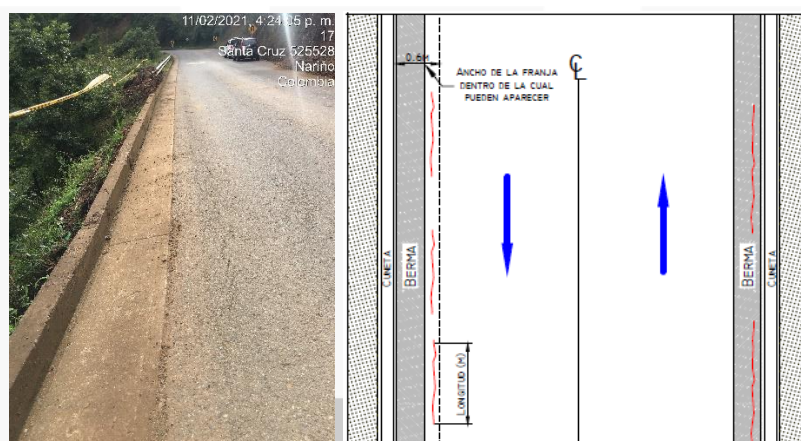 11/02/2021, 4:24:05 p. m.
17
Santa Cruz 525528
Nariño
Colombia
0.6M
ANCHO DE LA FRANJA
DENTRO DE LA CUAL
PUEDEN APARECER
CL
CUNETA
BERMA
LONGITUD (M)
BERMA
CUNETA